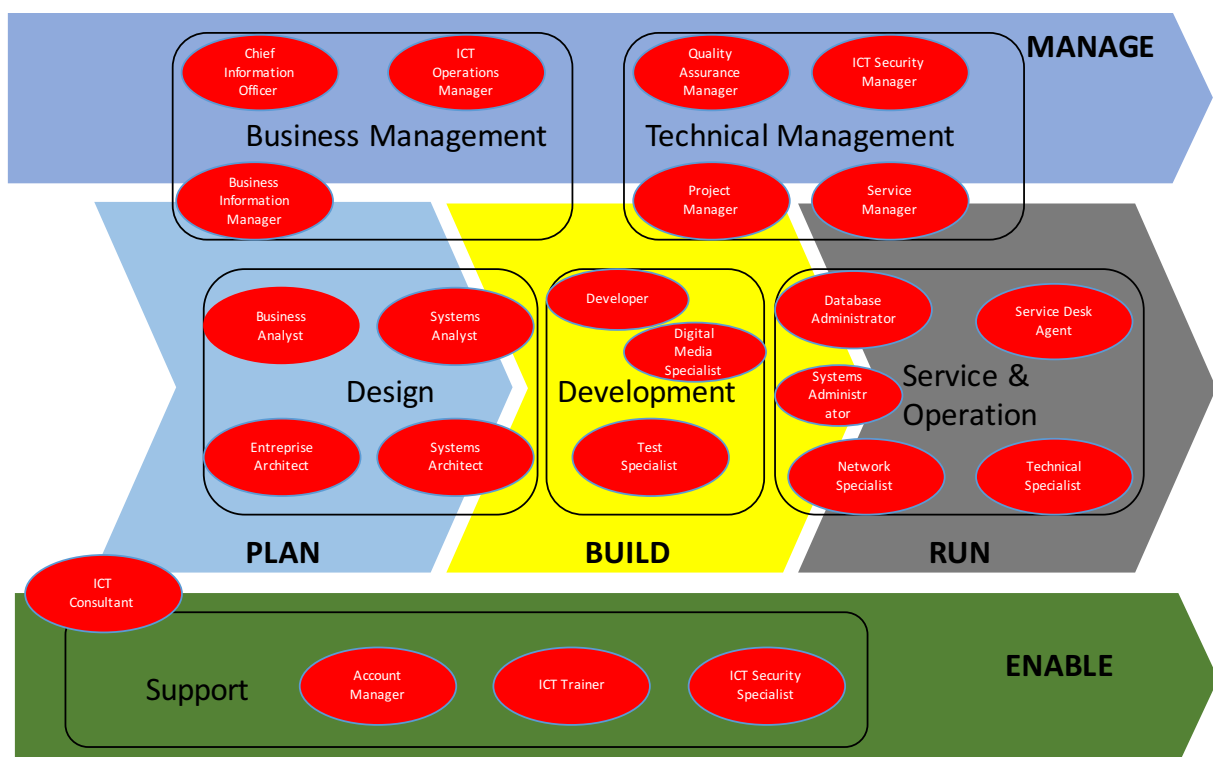 MANAGE
Chief
Information
Officer
ICT
Operations
Manager
Business Management
Business
Information
Manager
Quality
Assurance
Manager
ICT Security
Manager
Technical Management
Project
Manager
Service
Manager
Business
Analyst
Systems
Analyst
Design
Entreprise
Architect
Systems
Architect
PLAN
Developer
Digital
Media
Specialist
Development
Test
Specialist
BUILD
Database
Administrator
Service Desk
Agent
Systems
Administr
ator
Service &
Operation
Network
Specialist
Technical
Specialist
RUN
ICT
Consultant
Support
Account
Manager
ICT Trainer
ICT Security
Specialist
ENABLE